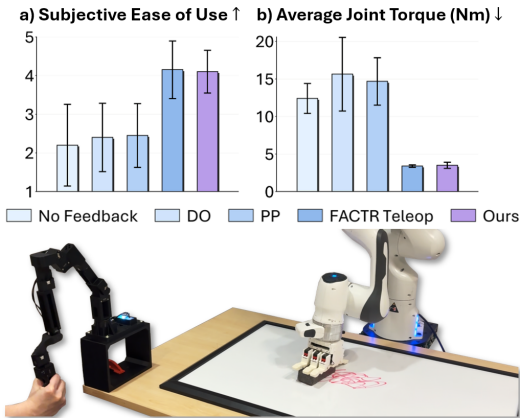 a) Subjective Ease of Use ↑
b) Average Joint Torque (Nm) ↓
5
4
3
2
1
20
15
10
5
0
No Feedback
DO
PP
FACTR Teleop
Ours